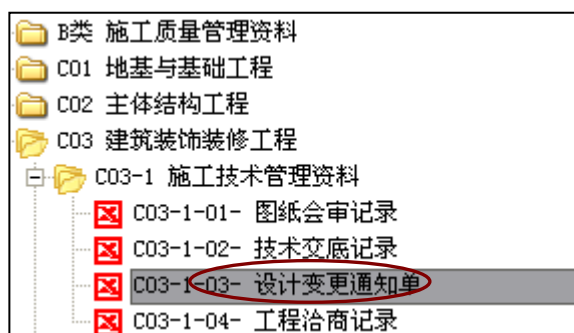 B类 施工质量管理资料
C01 地基与基础工程
C02 主体结构工程
C03 建筑装饰装修工程
C03-1 施工技术管理资料
C03-1-01- 图纸会审记录
C03-1-02- 技术交底记录
C03-1-03- 设计变更通知单
C03-1-04- 工程洽商记录